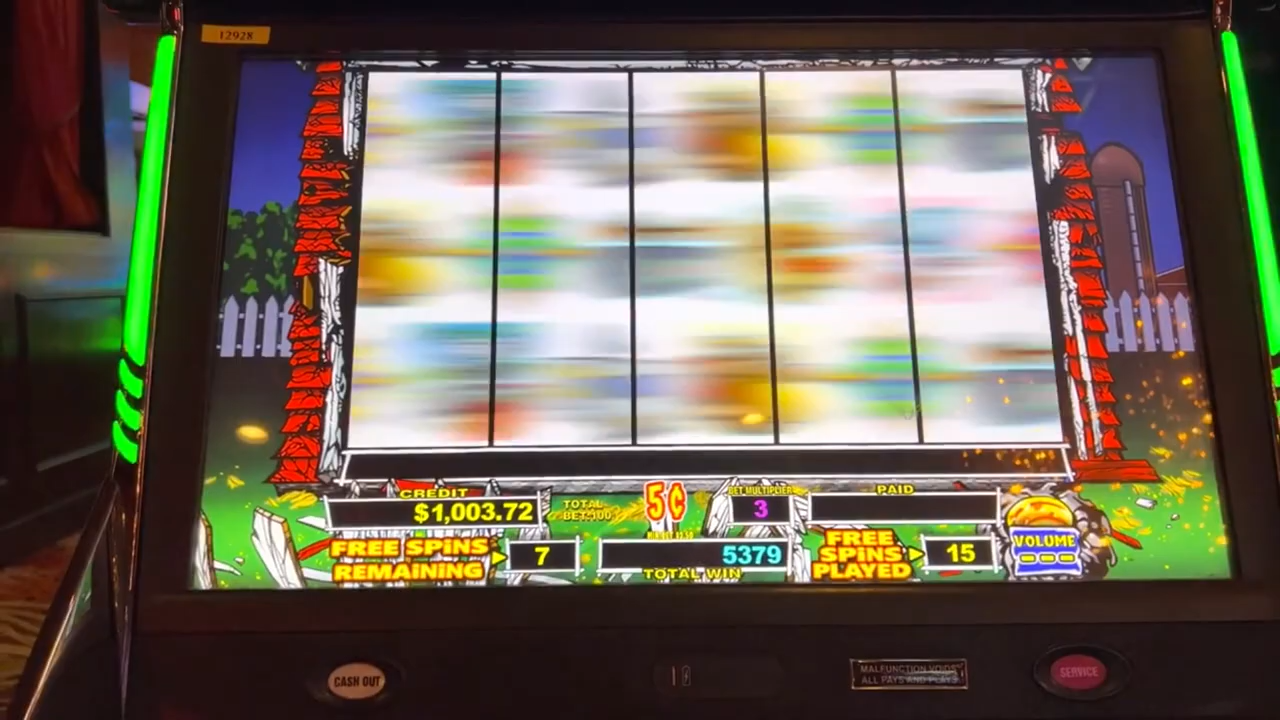 12928
CREDIT
$1,003.72
TOTAL
BET:100
5¢
BET MULTIPLIER
3
PAID
FREE SPINS
REMAINING
7
5379
TOTAL WIN
FREE
SPINS
PLAYED
15
VOLUME
CASH OUT
MALFUNCTION VOIDS
ALL PAYS AND PLAYS
SERVICE